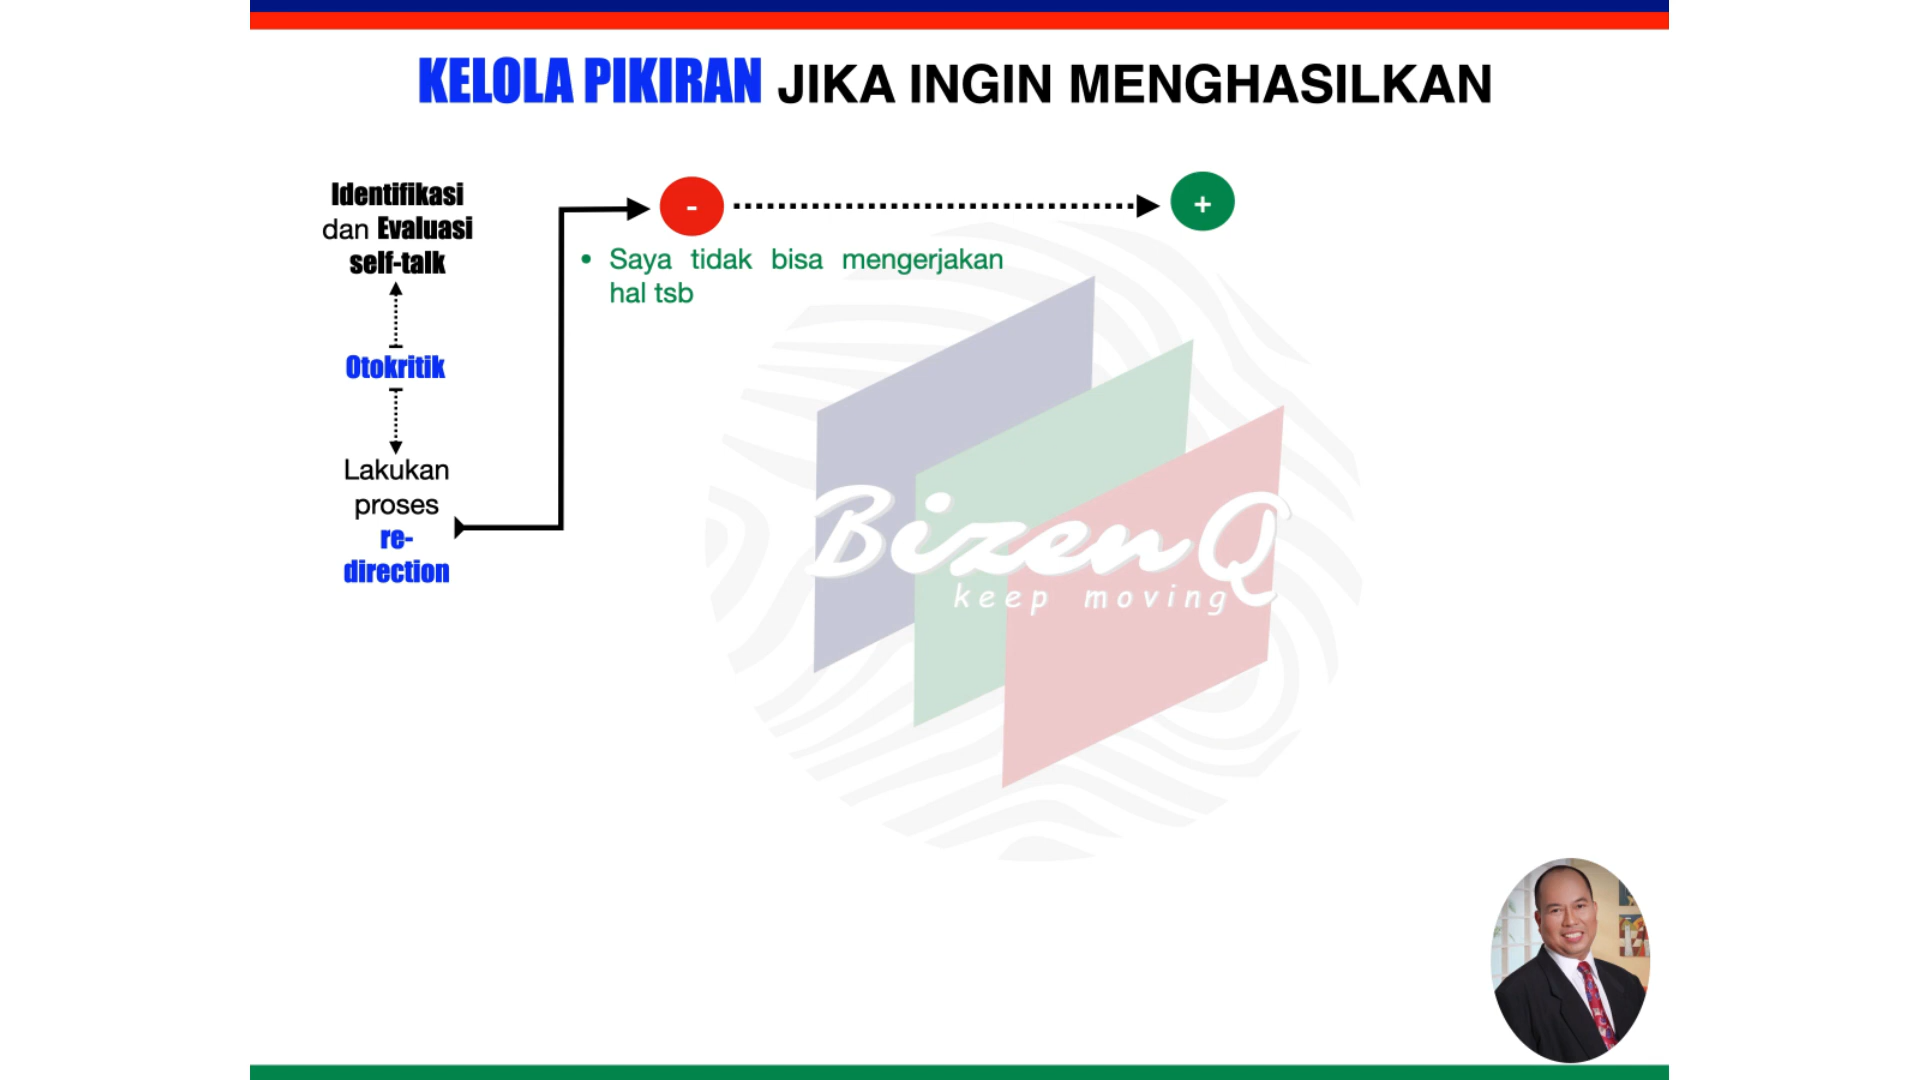 KELOLA PIKIRAN JIKA INGIN MENGHASILKAN
Identifikasi
dan Evaluasi
self-talk
Otokritik
Lakukan
proses
re-
direction
-
+
• Saya tidak bisa mengerjakan
hal tsb
BizenQ
keep moving